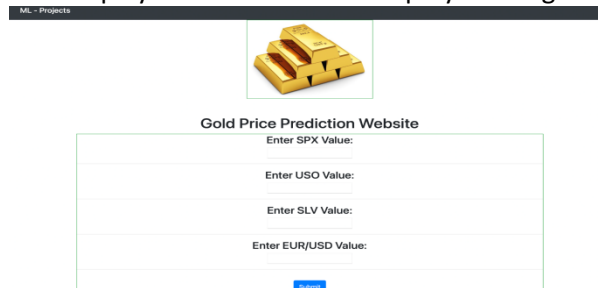 ML - Projects
Gold Price Prediction Website
Enter SPX Value:
Enter USO Value:
Enter SLV Value:
Enter EUR/USD Value:
Submit